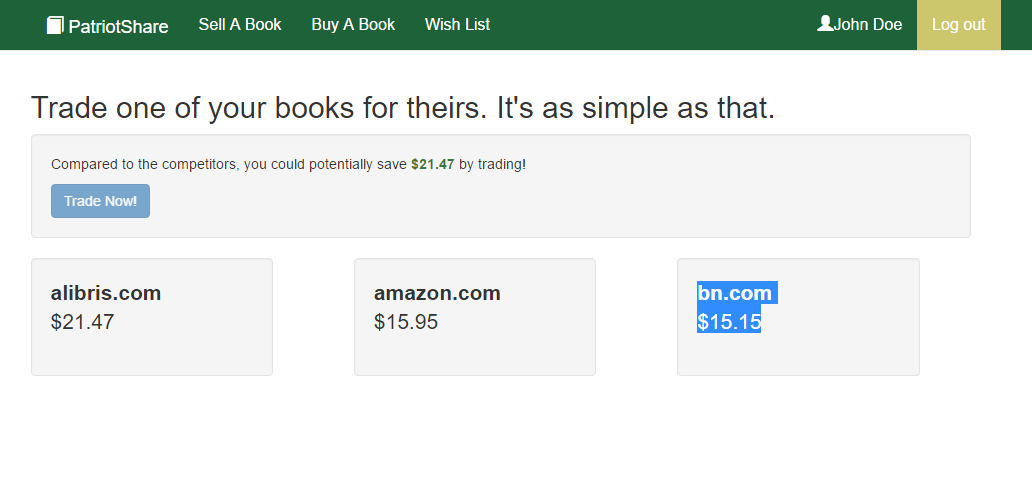 PatriotShare Sell A Book Buy A Book Wish List John Doe Log out
Trade one of your books for theirs. It's as simple as that.
Compared to the competitors, you could potentially save $21.47 by trading!
Trade Now!
alibris.com
$21.47
amazon.com
$15.95
bn.com
$15.15